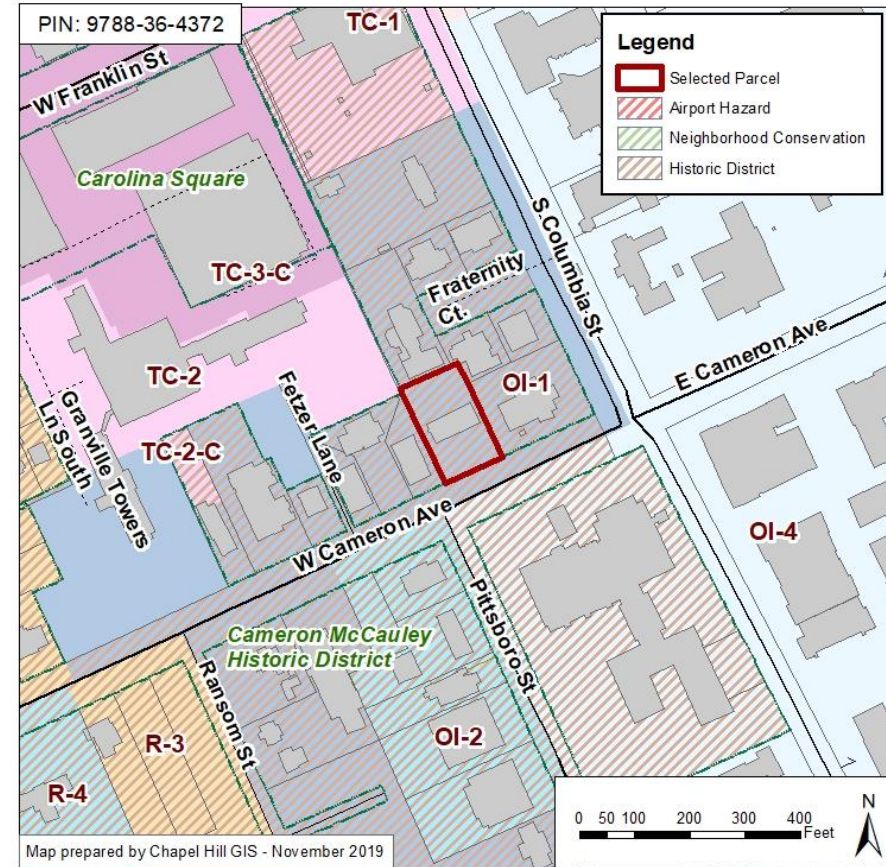 PIN: 9788-36-4372
TC-1
Legend
Selected Parcel
Airport Hazard
Neighborhood Conservation
Historic District
W Franklin St
Carolina Square
TC-3-C
S Columbia St
Fraternity
Ct.
E Cameron Ave
TC-2
OI-1
Fetzer Lane
Granville Towers
Ln South
TC-2-C
W Cameron Ave
OI-4
Pittsboro St
Cameron McCauley
Historic District
Ransom St
R-3
OI-2
R-4
0 50 100 200 300 400
Feet
N
Map prepared by Chapel Hill GIS - November 2019